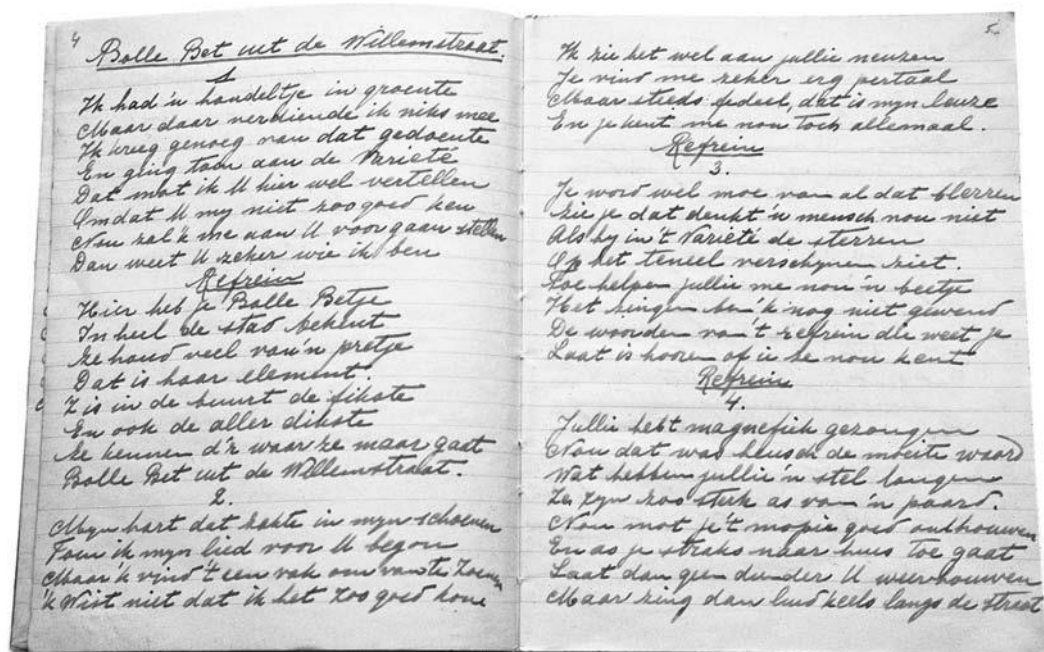 4
Bolle Bet uit de Willemstraat.
1
Ik had 'n handeltje in groente
Maar daar verdiende ik niks mee
Ik kreeg genoeg van dat gedoente
En ging toen aan de Varieté
Dat mot ik U hier wel vertellen
Omdat U my niet zoo goed ken
Nou zal 'k me aan U voor gaan stellen
Dan weet U zeker wie ik ben
Refrein
Hier heb je Bolle Betje
In heel de stad bekent
Ze houd veel van 'n pretje
Dat is haar element.
Z is in de buurt de fikste
En ook de aller dikste
Ze kennen d'r waar ze maar gaat
Bolle Bet uit de Willemstraat.
2.
Myn hart dat zakte in myn schoenen
Toen ik myn lied voor U begon
Maar 'k vind 't een vak om van te zoenen
'k Wist niet dat ik het zoo goed kon
5
Ik zie het wel aan jullie neuzen
Je vind me zeker erg pertaal
Maar steeds fideel, dat is myn leuze
En je kent me nou toch allemaal.
Refrein
3.
Je word wel moe van al dat blerren
Zie je dat denkt 'n mensch nou niet
Als hy in 't Varieté de sterren
Op het toneel verschynen ziet.
Toe helpen jullie me nou 'n beetje
Het zingen ben 'k nog niet gewend
De woorden van 't refrein die weet je
Laat is hooren of u ze nou kent
Refrein
4.
Jullie hebt magnefiek gezongen
Nou dat was heusch de moeite waard
Wat hebben jullie 'n stel longen
Ze zyn zoo sterk as van 'n paard.
Nou mot je 't mopie goed onthouwen
En as je straks naar huis toe gaat
Laat dan geen diender U weerhouwen
Maar zing dan luid keels langs de straat